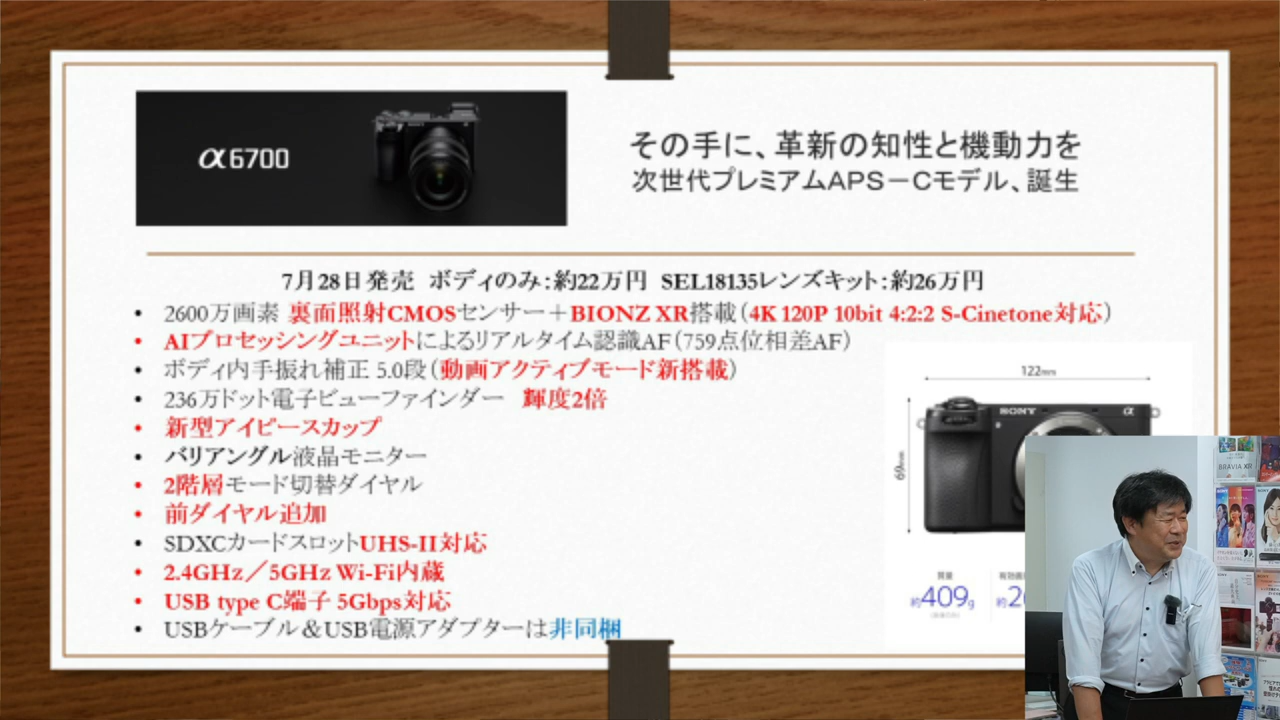 α6700
その手に、革新の知性と機動力を
次世代プレミアムAPS－Cモデル、誕生
7月28日発売 ボディのみ：約22万円 SEL18135レンズキット：約26万円
• 2600万画素 裏面照射CMOSセンサー＋BIONZ XR搭載（4K 120P 10bit 4:2:2 S-Cinetone対応）
• AIプロセッシングユニットによるリアルタイム認識AF（759点位相差AF）
• ボディ内手振れ補正 5.0段（動画アクティブモード新搭載）
• 236万ドット電子ビューファインダー 輝度2倍
• 新型アイピースカップ
• バリアングル液晶モニター
• 2階層モード切替ダイヤル
• 前ダイヤル追加
• SDXCカードスロットUHS-II対応
• 2.4GHz／5GHz Wi-Fi内蔵
• USB type C端子 5Gbps対応
• USBケーブル＆USB電源アダプターは非同梱
122mm
SONY α
69mm
質量
約409g
有効画
約2
BRAVIA XR
SONY